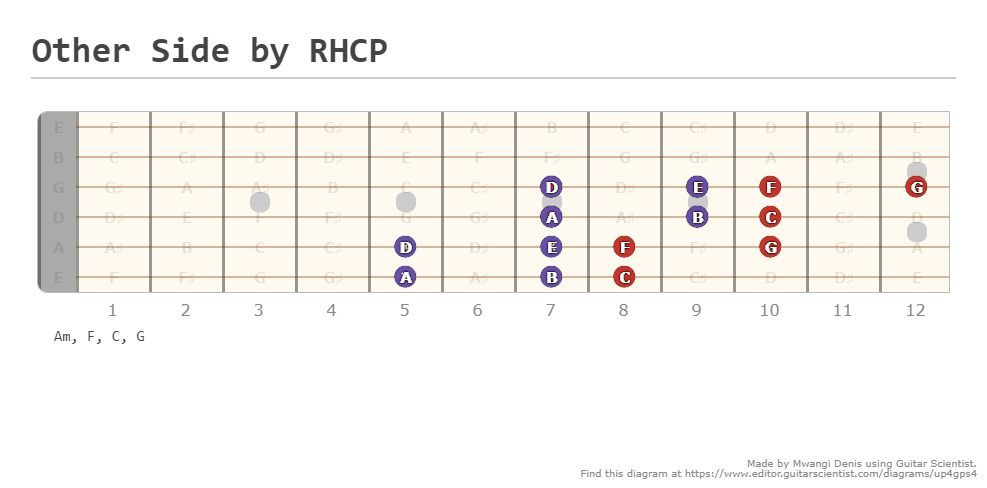 Other Side by RHCP
E F F♯ G G♯ A A♯ B C C♯ D D♯ E
B C C♯ D D♯ E F F♯ G G♯ A A♯ B
G G♯ A A♯ B C C♯ D D♯ E F F♯ G
D D♯ E F F♯ G G♯ A A♯ B C C♯ D
A A♯ B C C♯ D D♯ E F F♯ G G♯ A
E F F♯ G G♯ A A♯ B C C♯ D D♯ E
1 2 3 4 5 6 7 8 9 10 11 12
Am, F, C, G
Made by Mwangi Denis using Guitar Scientist.
Find this diagram at https://www.editor.guitarscientist.com/diagrams/up4gps4